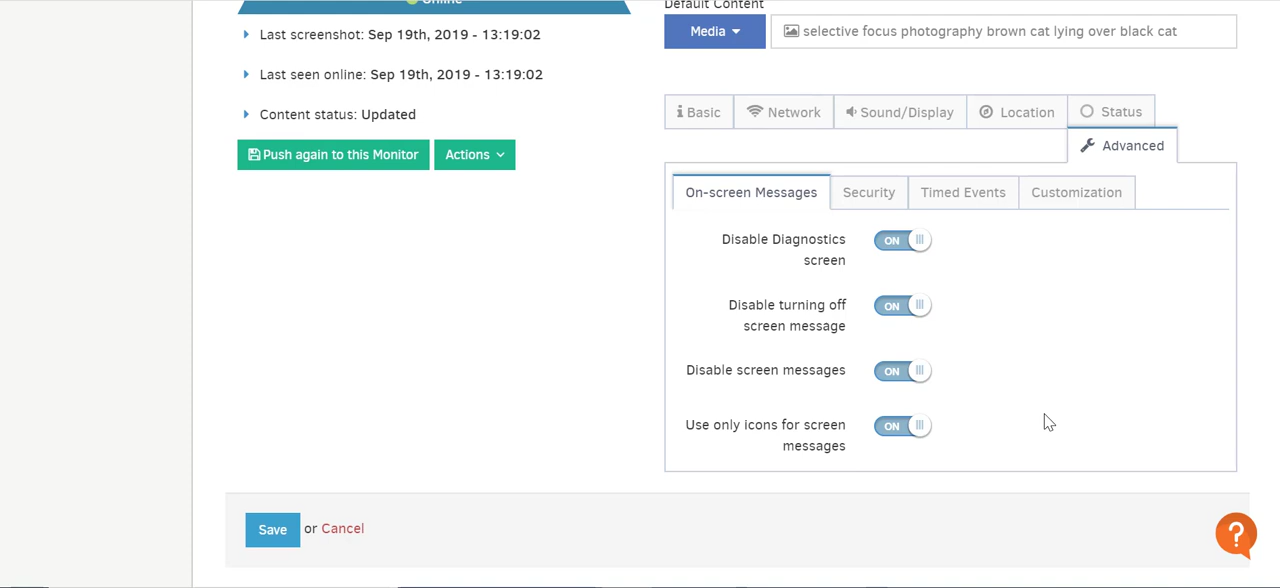 Online
Last screenshot: Sep 19th, 2019 - 13:19:02
Last seen online: Sep 19th, 2019 - 13:19:02
Content status: Updated
Push again to this Monitor
Actions
Default Content
Media
selective focus photography brown cat lying over black cat
Basic
Network
Sound/Display
Location
Status
Advanced
On-screen Messages
Security
Timed Events
Customization
Disable Diagnostics
screen
ON
Disable turning off
screen message
ON
Disable screen messages
ON
Use only icons for screen
messages
ON
Save or Cancel
?